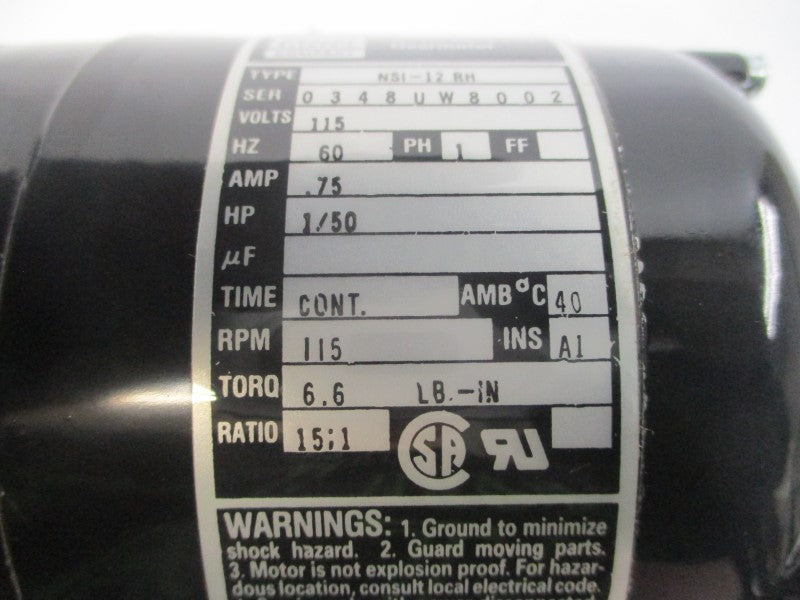 TYPE NSI-12 RH
SER 0348UW8002
VOLTS 115
HZ 60 PH 1 FF
AMP .75
HP 1/50
µF
TIME CONT. AMB°C 40
RPM 115 INS A1
TORQ 6.6 LB.-IN
RATIO 15:1
SA
WARNINGS: 1. Ground to minimize
shock hazard. 2. Guard moving parts.
3. Motor is not explosion proof. For hazar-
dous location, consult local electrical code.